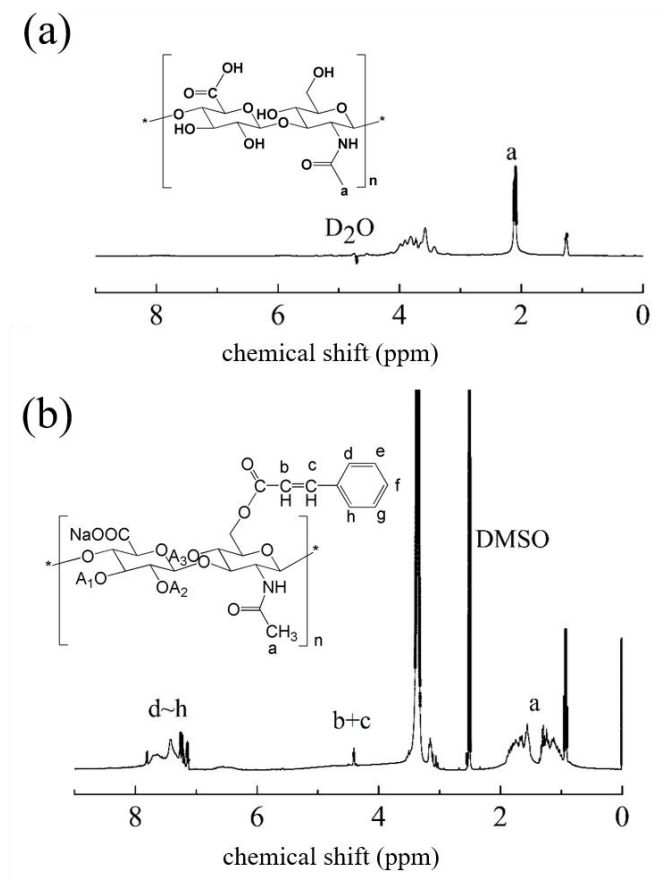 (a)
OH
O
OH
O
O
HO
O
O
HO
OH
NH
O
a
n
*
*
a
D₂O
8
6
4
2
0
chemical shift (ppm)
(b)
O
C
b
C
H
c
C
H
d
e
f
g
h
O
NaOOC
O
O
A₃O
O
O
A₁O
OA₂
NH
O
CH₃
a
n
*
*
DMSO
d~h
b+c
a
8
6
4
2
0
chemical shift (ppm)